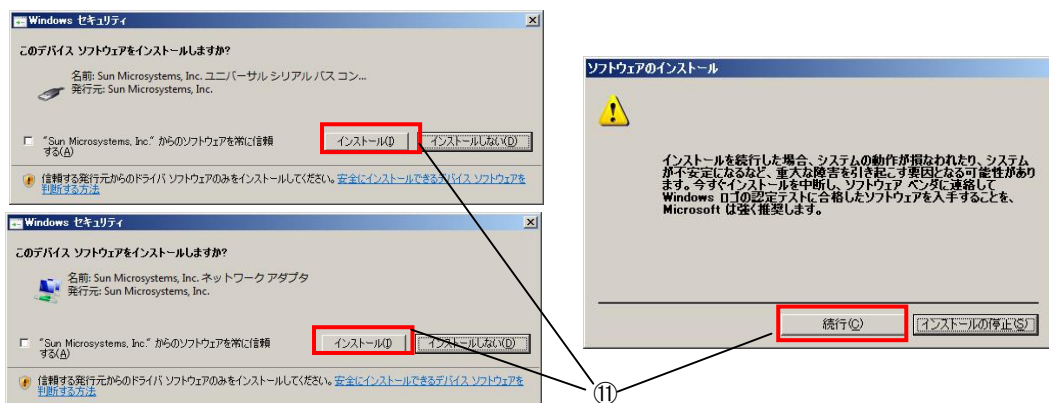 Windows セキュリティ
このデバイス ソフトウェアをインストールしますか?
名前: Sun Microsystems, Inc. ユニバーサル シリアル バス コン...
発行元: Sun Microsystems, Inc.
"Sun Microsystems, Inc." からのソフトウェアを常に信頼
する(A)
インストール(I)
インストールしない(D)
信頼する発行元からのドライバ ソフトウェアのみをインストールしてください。安全にインストールできるデバイス ソフトウェアを
判断する方法
Windows セキュリティ
このデバイス ソフトウェアをインストールしますか?
名前: Sun Microsystems, Inc. ネットワーク アダプタ
発行元: Sun Microsystems, Inc.
"Sun Microsystems, Inc." からのソフトウェアを常に信頼
する(A)
インストール(I)
インストールしない(D)
信頼する発行元からのドライバ ソフトウェアのみをインストールしてください。安全にインストールできるデバイス ソフトウェアを
判断する方法
ソフトウェアのインストール
インストールを続行した場合、システムの動作が損なわれたり、システム
が不安定になるなど、重大な障害を引き起こす要因となる可能性があり
ます。今すぐインストールを中断し、ソフトウェア ベンダに連絡して
Windows ロゴの認定テストに合格したソフトウェアを入手することを、
Microsoft は強く推奨します。
続行(C)
インストールの停止(S)
⑪